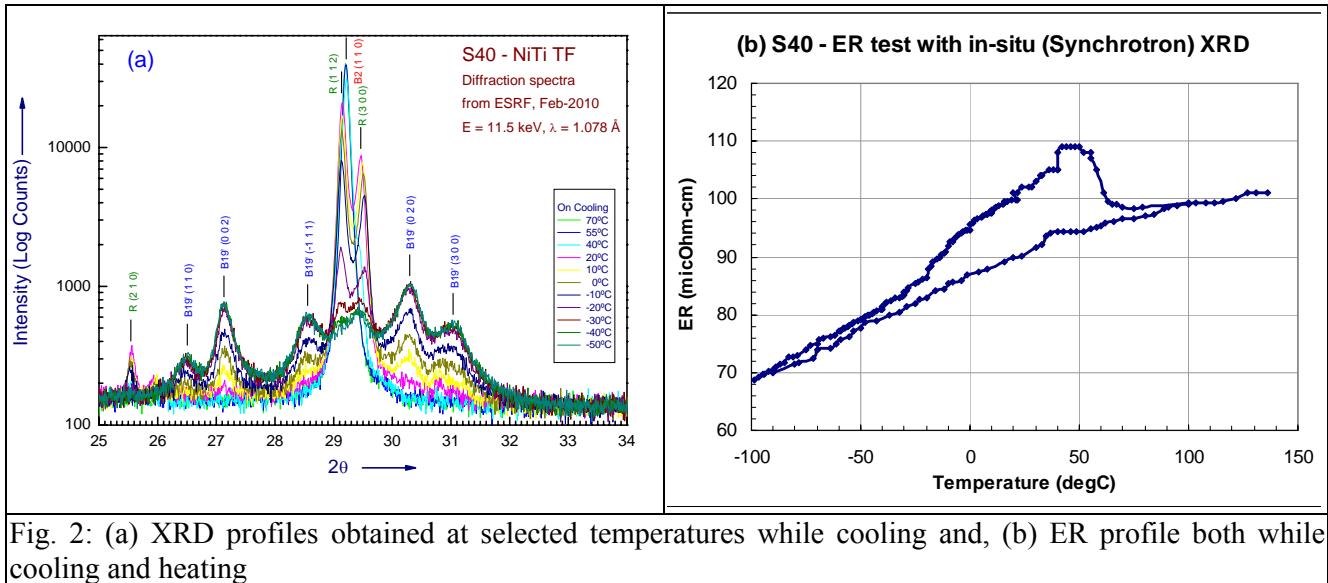 (a)
S40 - NiTi TF
Diffraction spectra
from ESRF, Feb-2010
E = 11.5 keV, λ = 1.078 Å
R (2 1 0)
B19' (1 1 0)
B19' (0 0 2)
B19' (-1 1 1)
R (1 1 2)
B2 (1 1 0)
R (3 0 0)
B19' (0 2 0)
B19' (3 0 0)
Intensity (Log Counts)
10000
1000
100
On Cooling
70ºC
55ºC
40ºC
20ºC
10ºC
0ºC
-10ºC
-20ºC
-30ºC
-40ºC
-50ºC
25 26 27 28 29 30 31 32 33 34
2θ
(b) S40 - ER test with in-situ (Synchrotron) XRD
ER (micOhm-cm)
120
110
100
90
80
70
60
-100 -50 0 50 100 150
Temperature (degC)
Fig. 2: (a) XRD profiles obtained at selected temperatures while cooling and, (b) ER profile both while
cooling and heating